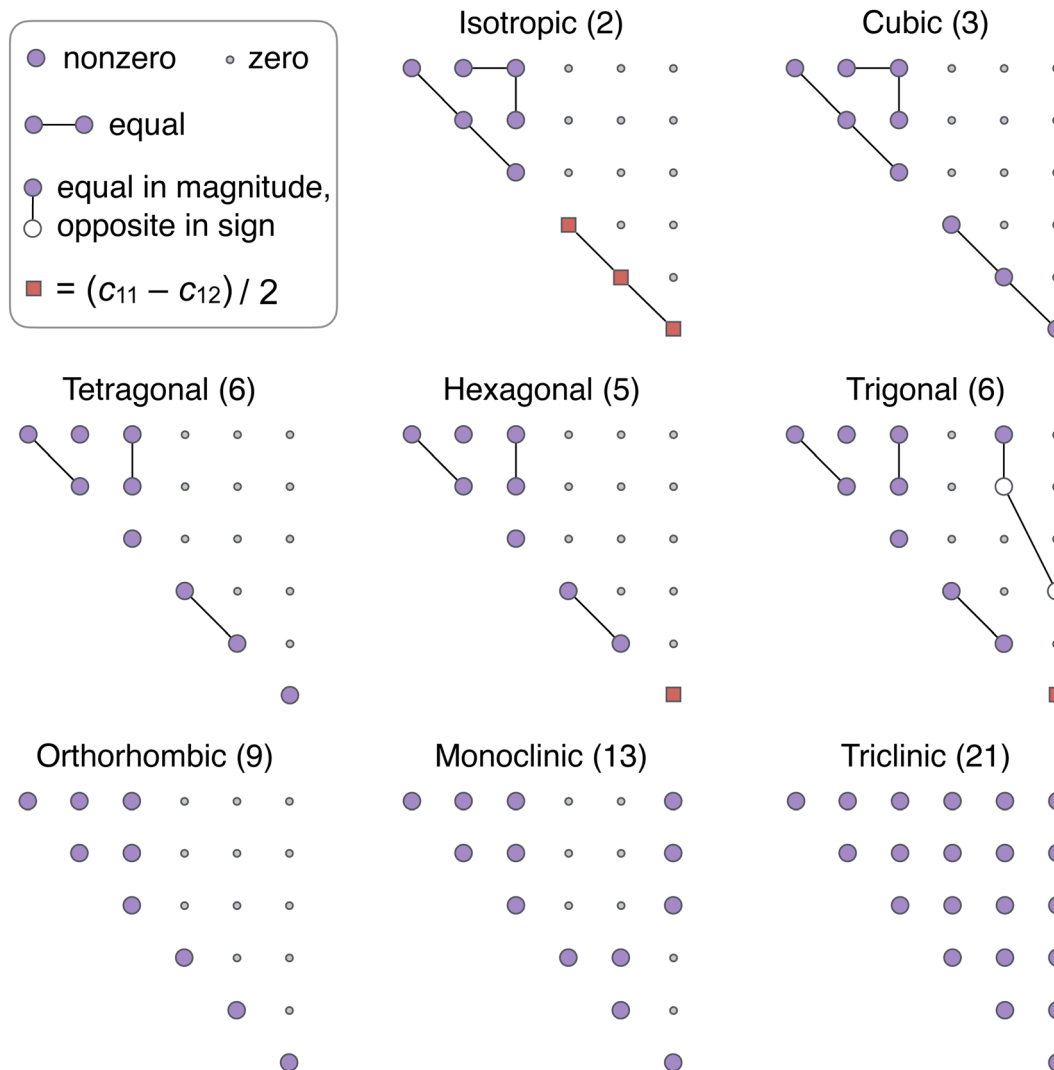 Isotropic (2)
Cubic (3)
nonzero
zero
equal
equal in magnitude,
opposite in sign
= (c₁₁ – c₁₂) / 2
Tetragonal (6)
Hexagonal (5)
Trigonal (6)
Orthorhombic (9)
Monoclinic (13)
Triclinic (21)